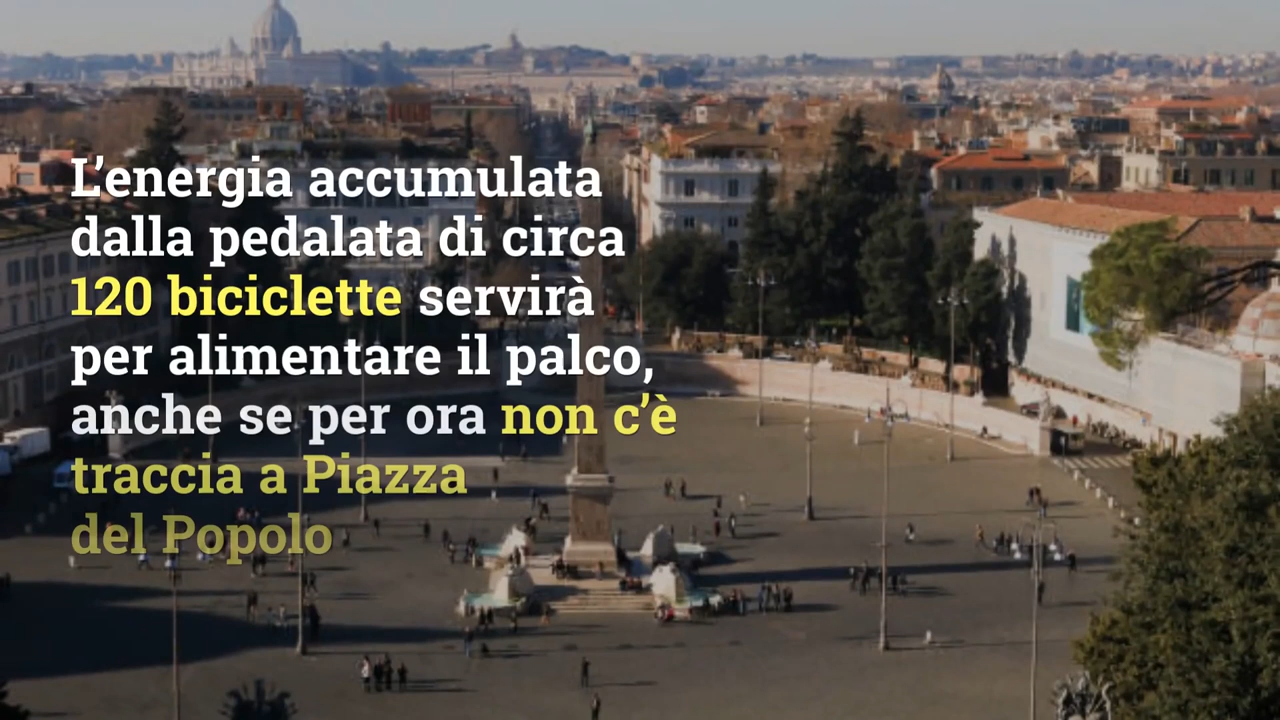 L’energia accumulata
dalla pedalata di circa
120 biciclette servirà
per alimentare il palco,
anche se per ora non c’è
traccia a Piazza
del Popolo